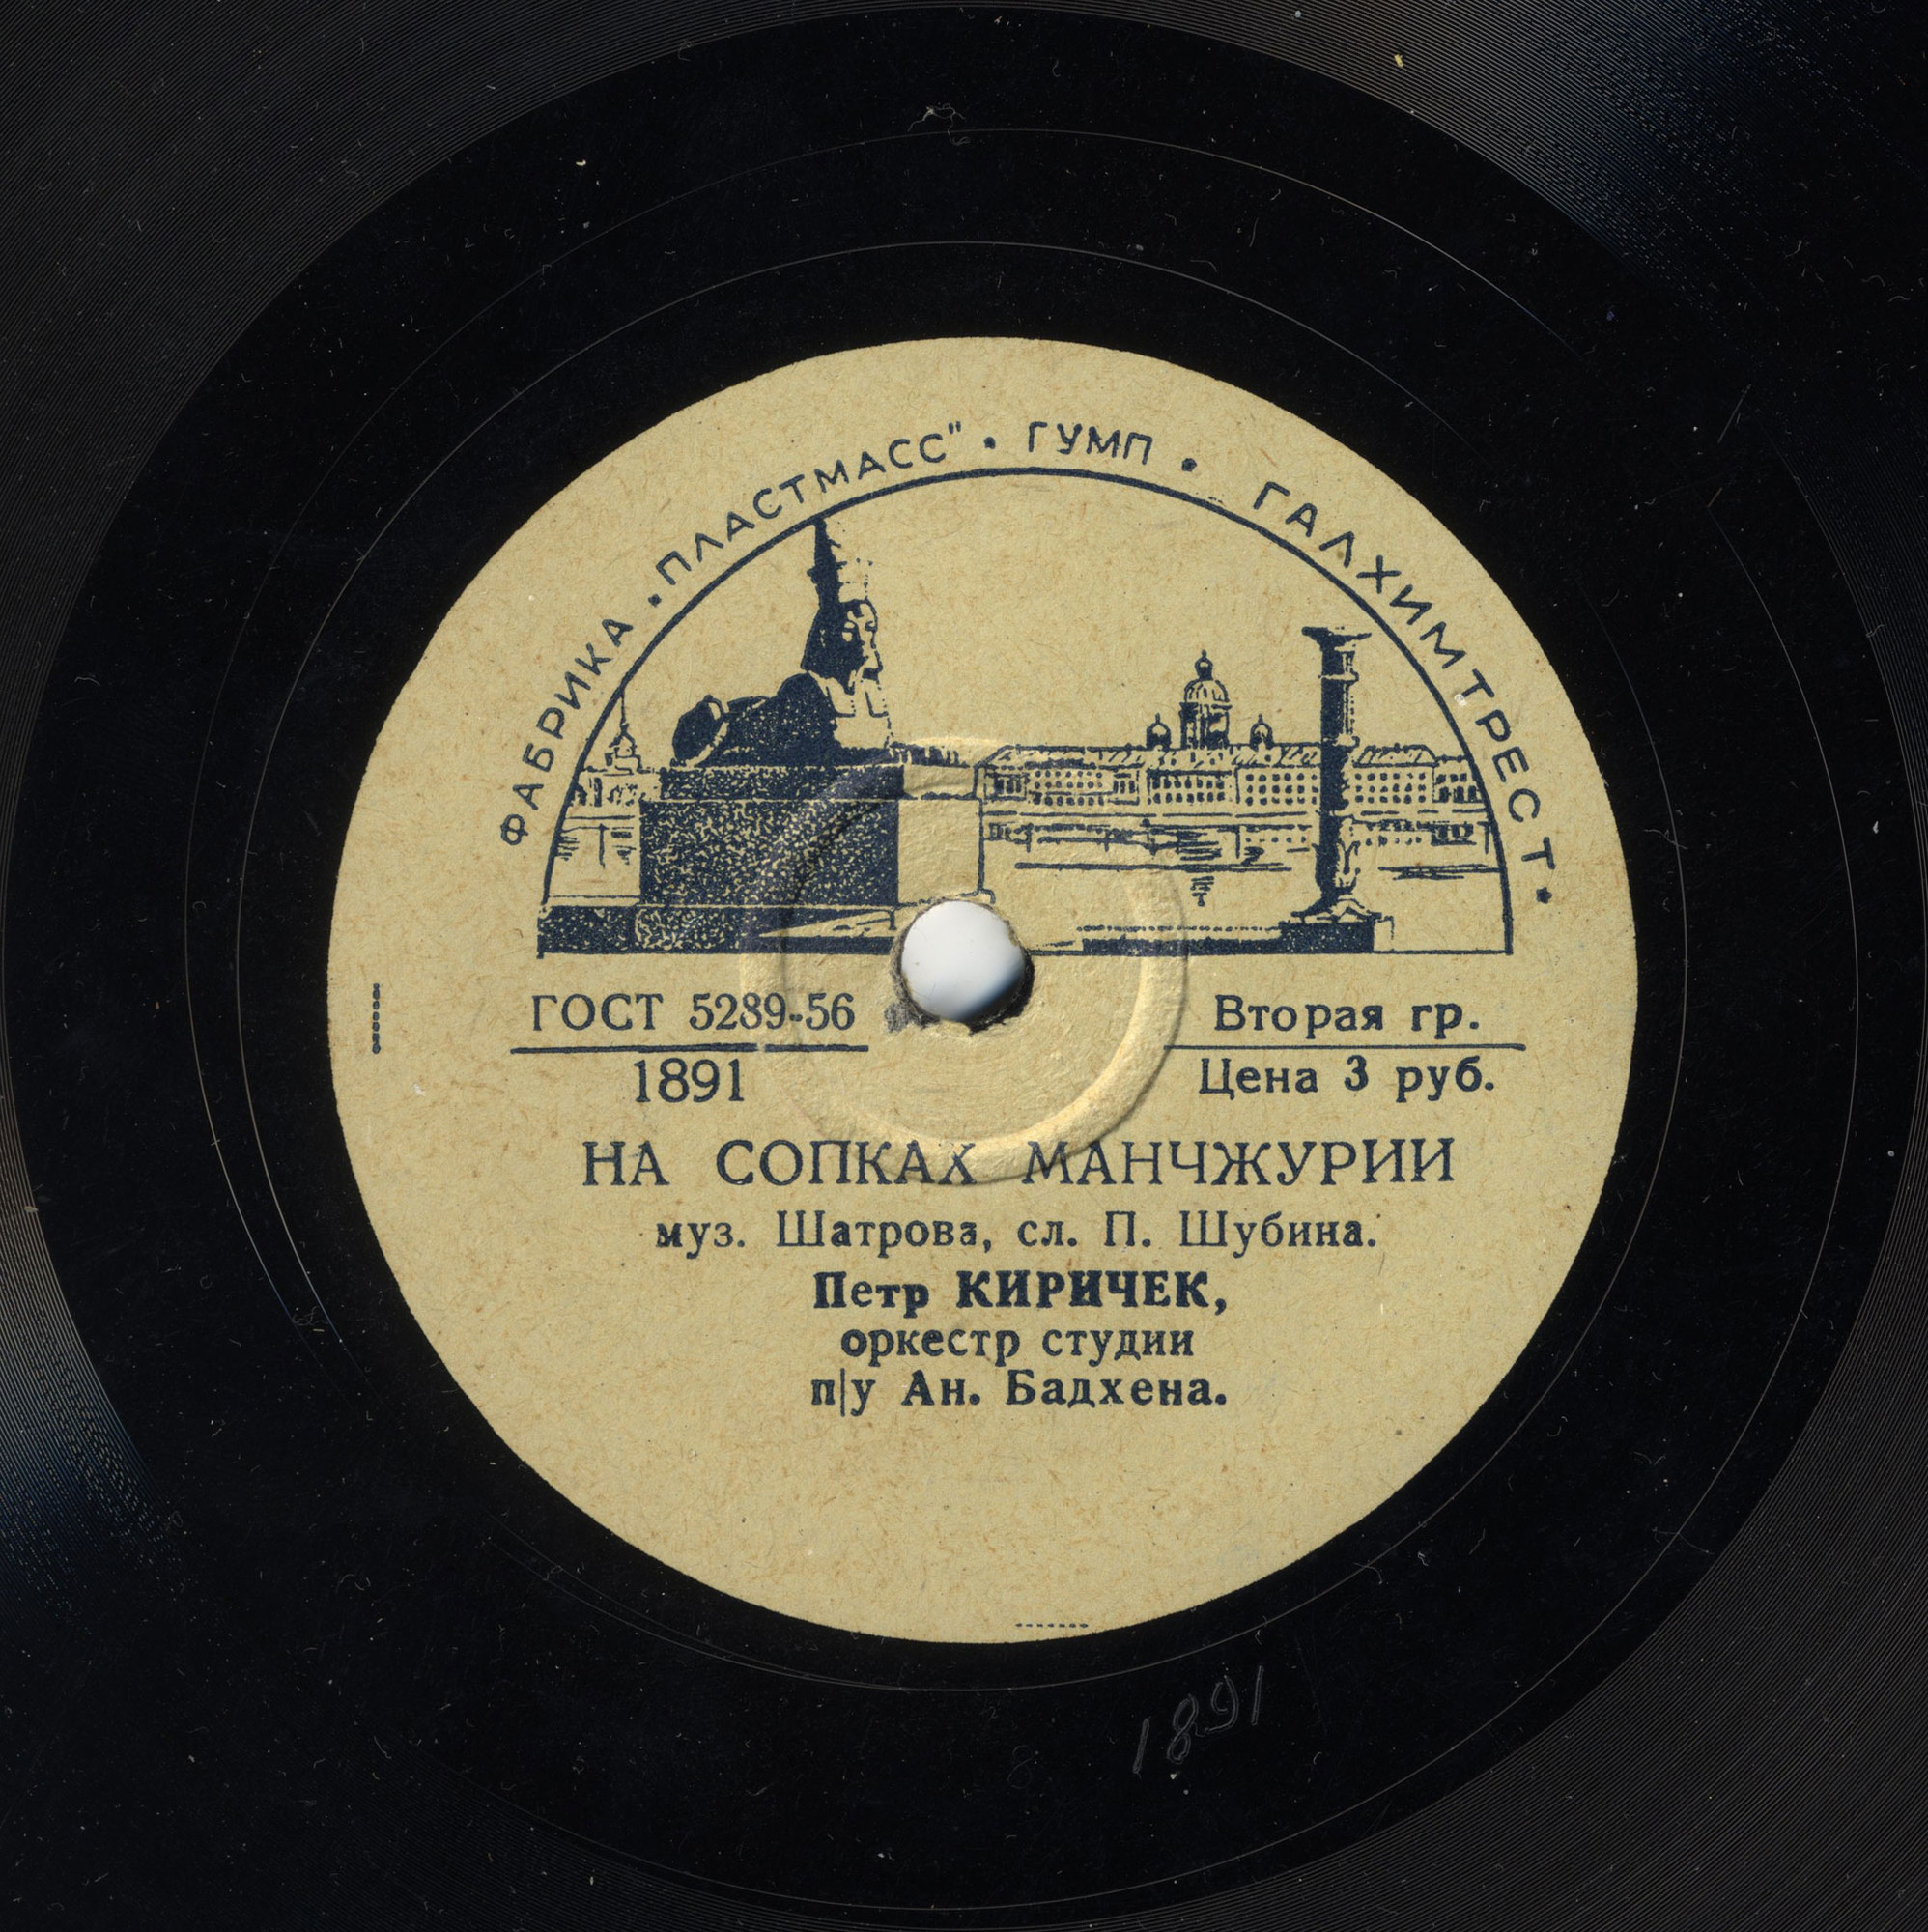 ФАБРИКА „ПЛАСТМАСС" • ГУМП • ГАЛХИМТРЕСТ •
ГОСТ 5289-56
1891
Вторая гр.
Цена 3 руб.
НА СОПКАХ МАНЧЖУРИИ
муз. Шатрова, сл. П. Шубина.
Петр КИРИЧЕК,
оркестр студии
п/у Ан. Бадхена.
1891